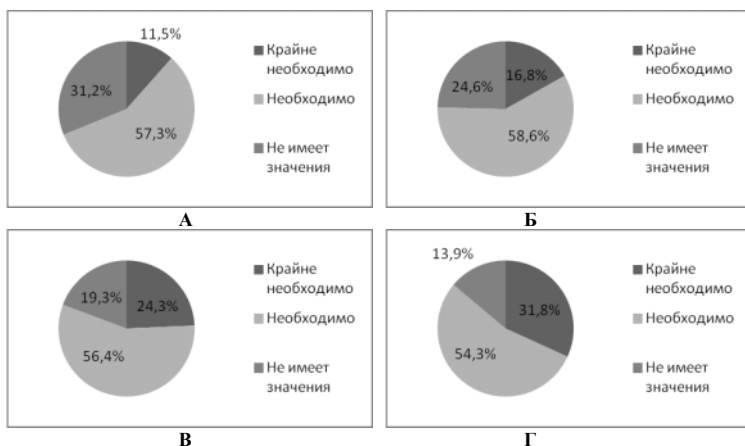 11,5%
31,2%
57,3%
Крайне
необходимо
Необходимо
Не имеет
значения
А
24,6%
16,8%
58,6%
Крайне
необходимо
Необходимо
Не имеет
значения
Б
19,3%
24,3%
56,4%
Крайне
необходимо
Необходимо
Не имеет
значения
В
13,9%
31,8%
54,3%
Крайне
необходимо
Необходимо
Не имеет
значения
Г